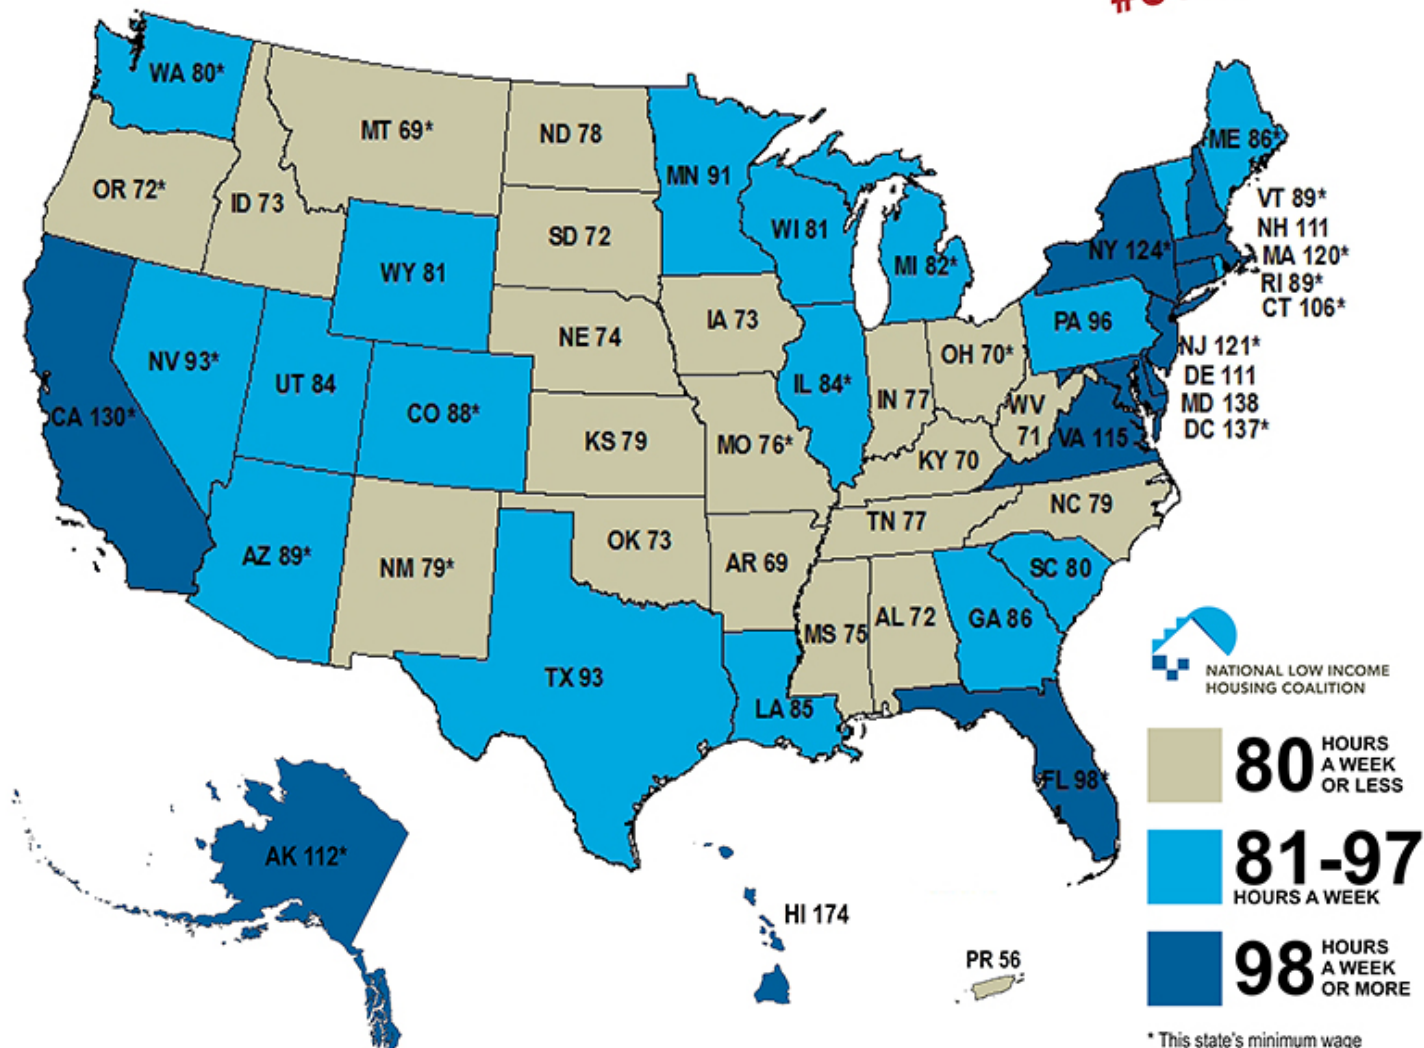 WA 80*
MT 69*
ND 78
MN 91
ME 86*
OR 72*
ID 73
SD 72
WI 81
MI 82*
NY 124*
VT 89*
NH 111
MA 120*
RI 89*
CT 106*
WY 81
NE 74
IA 73
PA 96
NV 93*
UT 84
CO 88*
IL 84*
IN 77
OH 70*
NJ 121*
DE 111
MD 138
DC 137*
CA 130*
KS 79
MO 76*
WV
71
VA 115
KY 70
AZ 89*
NM 79*
OK 73
AR 69
TN 77
NC 79
SC 80
MS 75
AL 72
GA 86
TX 93
LA 85
FL 98*
AK 112*
HI 174
PR 56
NATIONAL LOW INCOME
HOUSING COALITION
80 HOURS
A WEEK
OR LESS
81-97
HOURS A WEEK
98 HOURS
A WEEK
OR MORE
* This state's minimum wage